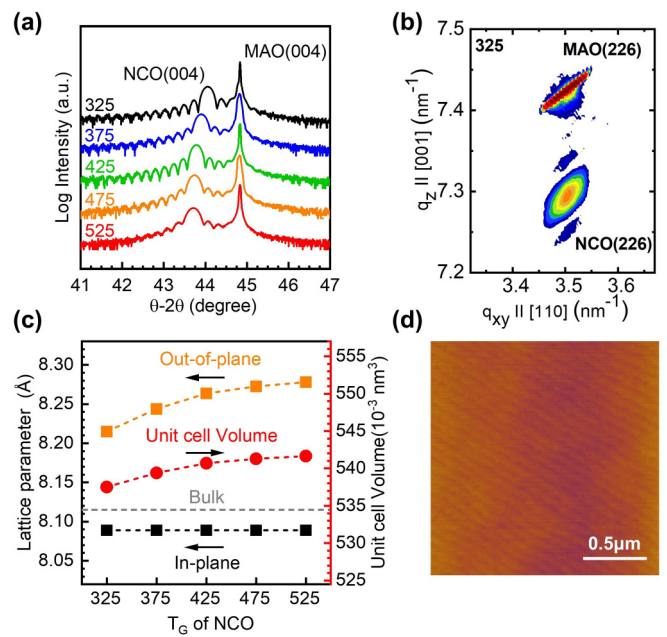 (a)
NCO(004)
MAO(004)
325
375
425
475
525
Log Intensity (a.u.)
41 42 43 44 45 46 47
θ-2θ (degree)
(b)
325
MAO(226)
NCO(226)
7.5
7.4
7.3
7.2
qz II [001] (nm-1)
3.4 3.5 3.6
qxy II [110] (nm-1)
(c)
Out-of-plane
Unit cell Volume
Bulk
In-plane
8.30
8.25
8.20
8.15
8.10
8.05
Lattice parameter (Å)
555
550
545
540
535
530
525
Unit cell Volume(10-3 nm3)
325 375 425 475 525
TG of NCO
(d)
0.5μm